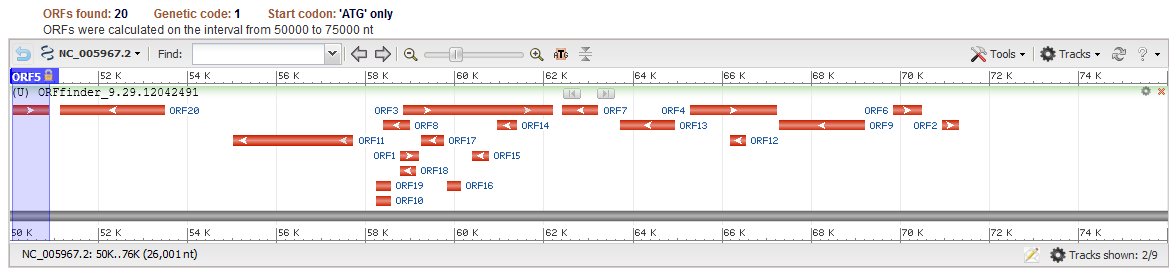 ORFs found: 20 Genetic code: 1 Start codon: 'ATG' only
ORFs were calculated on the interval from 50000 to 75000 nt
NC_005967.2 Find: ATG Tools Tracks ?
ORF5 52 K 54 K 56 K 58 K 60 K 62 K 64 K 66 K 68 K 70 K 72 K 74 K
(U) ORFfinder_9.29.12042491
ORF20 ORF3 ORF7 ORF4 ORF6
ORF8 ORF14 ORF13 ORF9 ORF2
ORF11 ORF17 ORF12
ORF1 ORF15
ORF18
ORF19 ORF16
ORF10
50 K 52 K 54 K 56 K 58 K 60 K 62 K 64 K 66 K 68 K 70 K 72 K 74 K
NC_005967.2: 50K..76K (26,001 nt) Tracks shown: 2/9